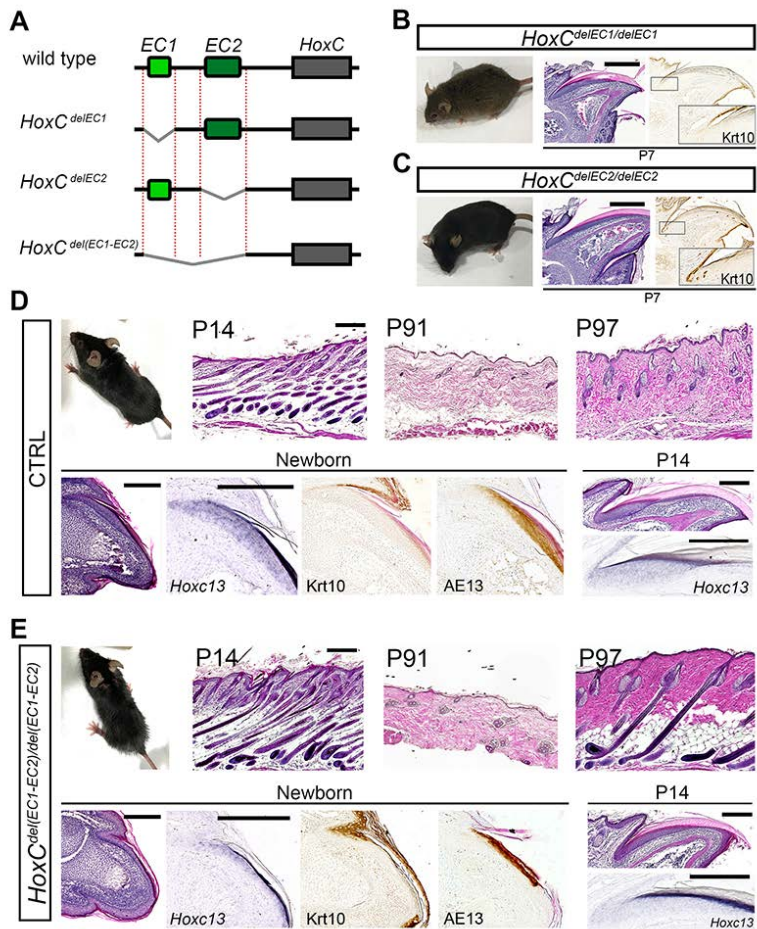 A
EC1 EC2 HoxC
wild type
HoxC delEC1
HoxC delEC2
HoxC del(EC1-EC2)
B
HoxC delEC1/delEC1
Krt10
P7
C
HoxC delEC2/delEC2
Krt10
P7
D
CTRL
P14 P91 P97
Newborn P14
Hoxc13 Krt10 AE13 Hoxc13
E
HoxC del(EC1-EC2)/del(EC1-EC2)
P14 P91 P97
Newborn P14
Hoxc13 Krt10 AE13 Hoxc13